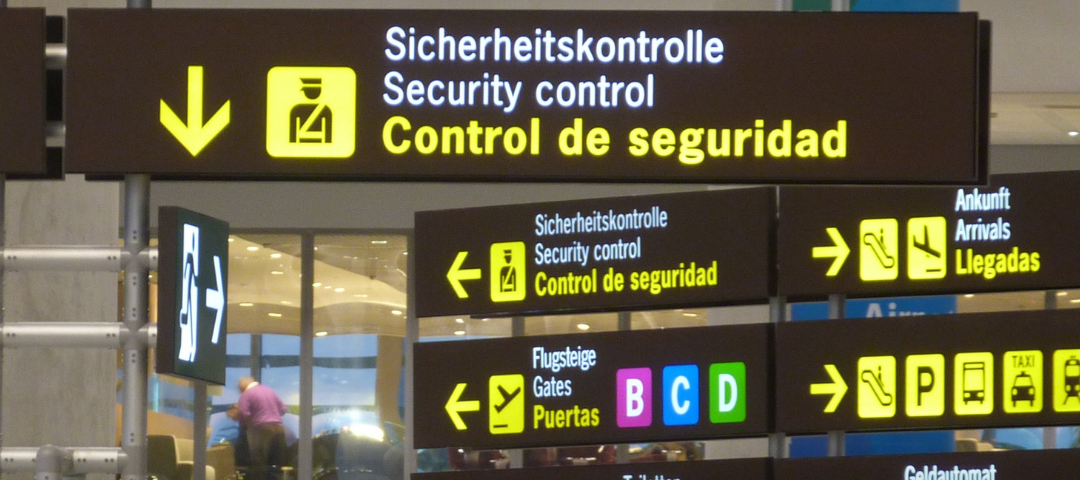 Sicherheitskontrolle
Security control
Control de seguridad
Sicherheitskontrolle
Security control
Control de seguridad
Ankunft
Arrivals
Llegadas
Flugsteige
Gates
Puertas
B C D
P
TAXI
Geldautomat